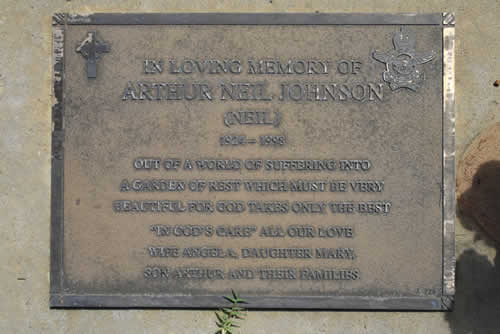 IN LOVING MEMORY OF
ARTHUR NEIL JOHNSON
(NEIL)
1924 – 1998
OUT OF A WORLD OF SUFFERING INTO
A GARDEN OF REST WHICH MUST BE VERY
BEAUTIFUL FOR GOD TAKES ONLY THE BEST
"IN GOD'S CARE" ALL OUR LOVE
WIFE ANGELA, DAUGHTER MARY,
SON ARTHUR AND THEIR FAMILIES